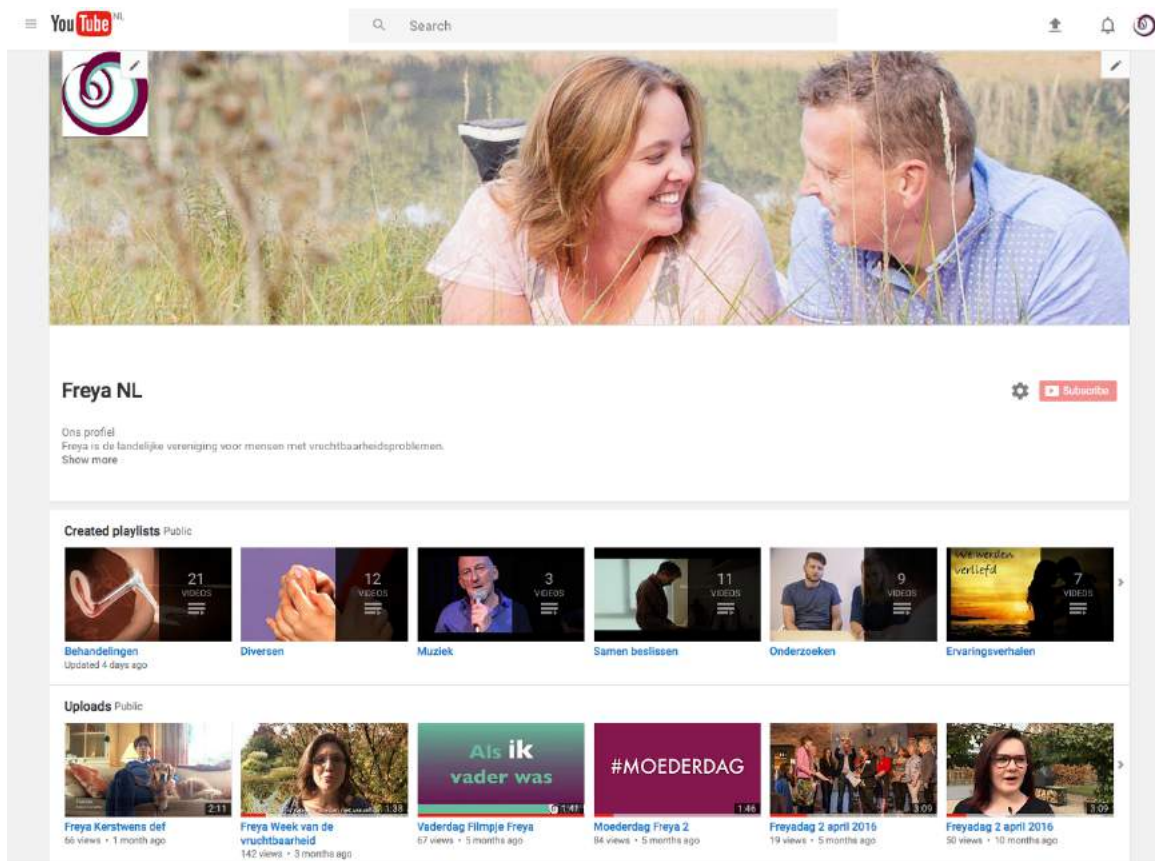 You Tube NL
Search
Freya NL
Subscribe
Ons profiel
Freya is de landelijke vereniging voor mensen met vruchtbaarheidsproblemen.
Show more
Created playlists Public
21 VIDEOS
12 VIDEOS
3 VIDEOS
11 VIDEOS
9 VIDEOS
We werden
verliefd
7 VIDEOS
Behandelingen
Updated 4 days ago
Diversen
Muziek
Samen beslissen
Onderzoeken
Ervaringsverhalen
Uploads Public
2:11
1:38
Als ik
vader was
1:41
#MOEDERDAG
1:46
3:09
3:09
Freya Kerstwens def
66 views • 1 month ago
Freya Week van de
vruchtbaarheid
142 views • 3 months ago
Vaderdag Filmpje Freya
67 views • 5 months ago
Moederdag Freya 2
84 views • 5 months ago
Freyadag 2 april 2016
19 views • 5 months ago
Freyadag 2 april 2016
50 views • 10 months ago